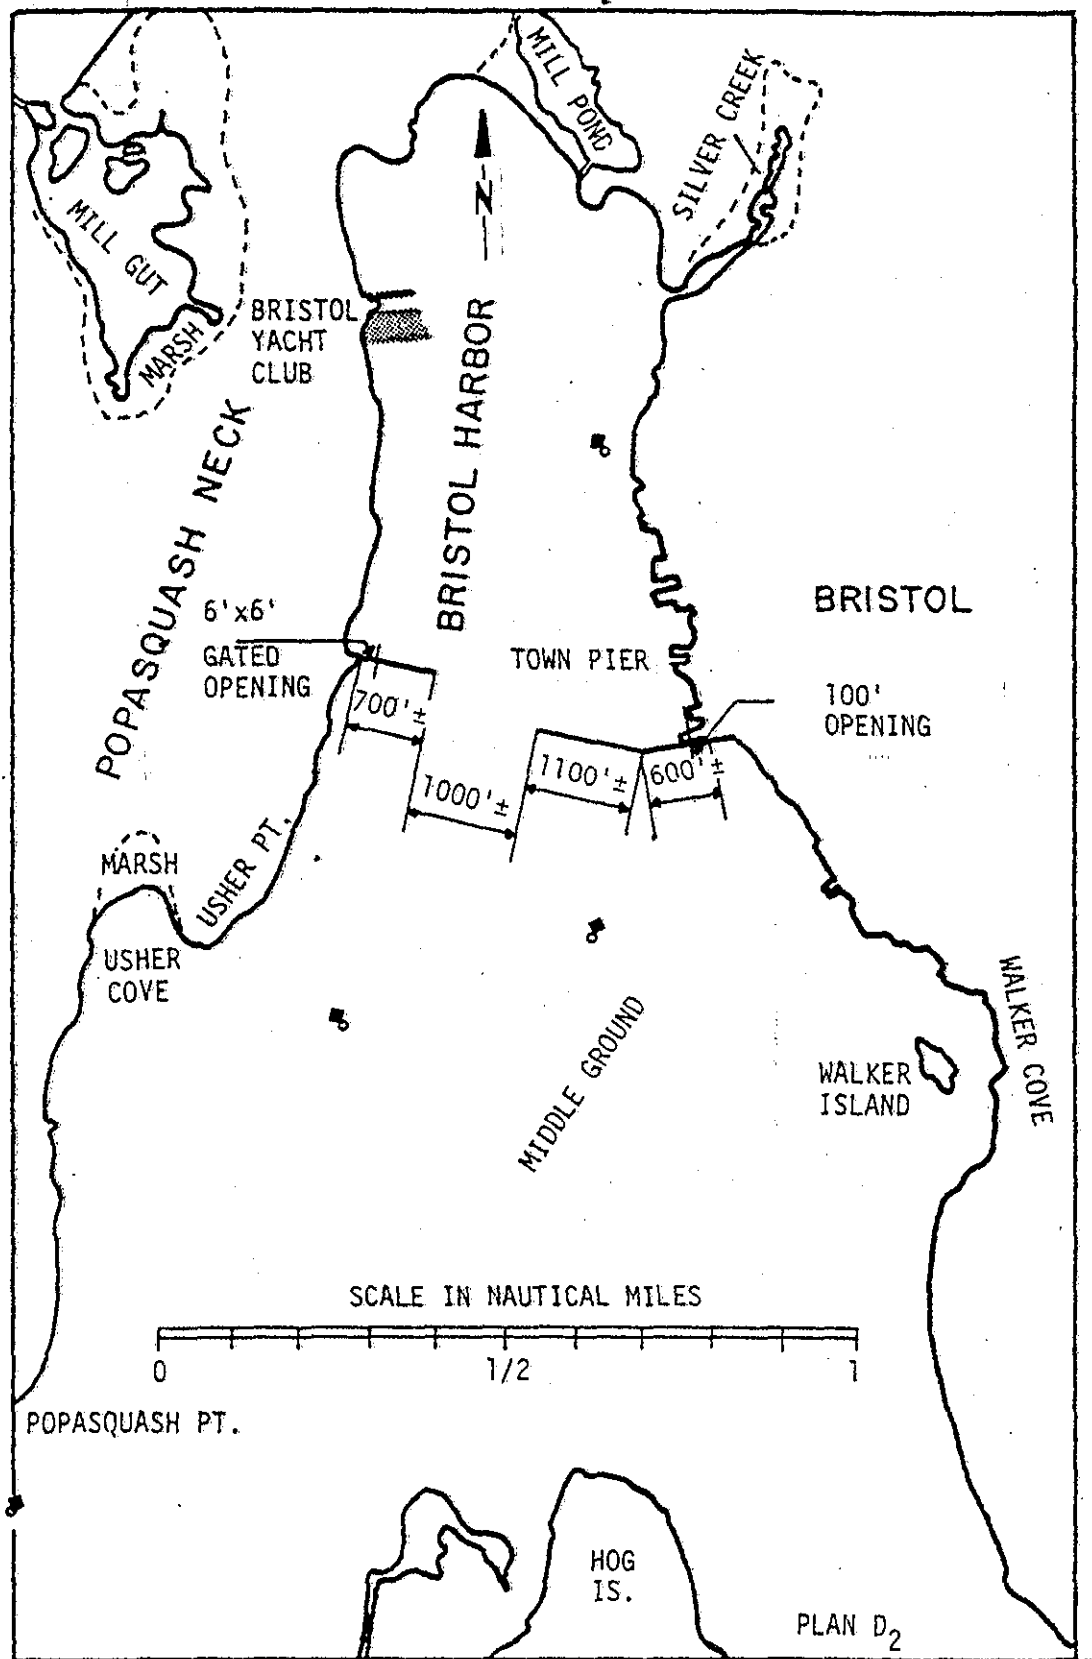 MILL POND
SILVER CREEK
N
MILL GUT
MARSH
BRISTOL
YACHT
CLUB
BRISTOL HARBOR
POPASQUASH NECK
BRISTOL
6'x6'
GATED
OPENING
TOWN PIER
100'
OPENING
700'±
1000'±
1100'±
600'±
MARSH
USHER PT.
USHER
COVE
WALKER COVE
MIDDLE GROUND
WALKER
ISLAND
SCALE IN NAUTICAL MILES
0 1/2 1
POPASQUASH PT.
HOG
IS.
PLAN D2